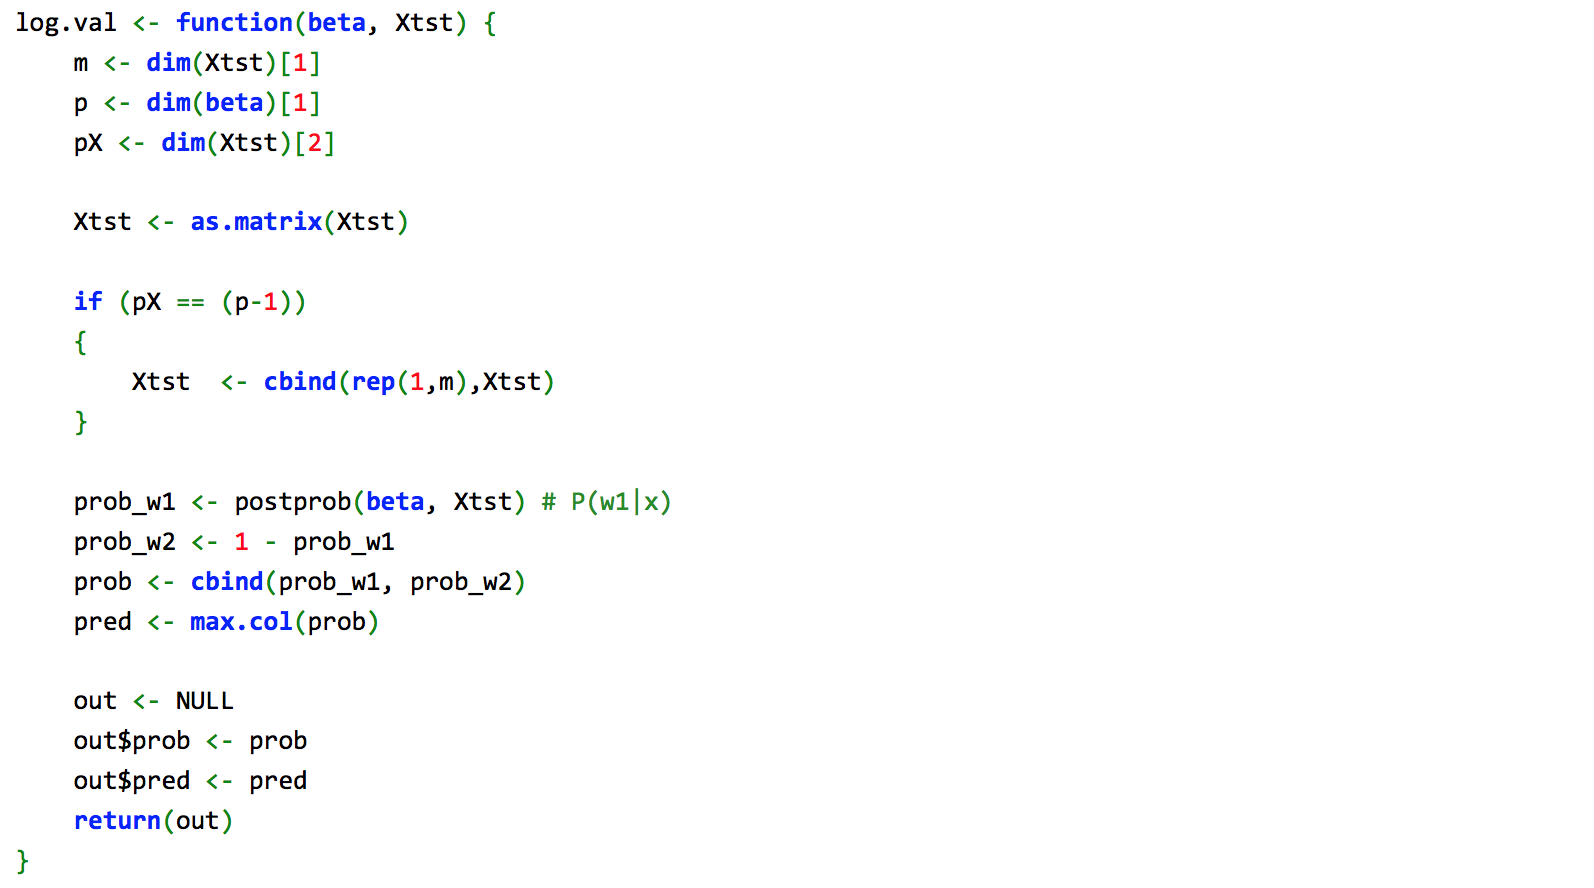 log.val <- function(beta, Xtst) {
    m <- dim(Xtst)[1]
    p <- dim(beta)[1]
    pX <- dim(Xtst)[2]

    Xtst <- as.matrix(Xtst)

    if (pX == (p-1))
    {
        Xtst  <- cbind(rep(1,m),Xtst)
    }

    prob_w1 <- postprob(beta, Xtst) # P(w1|x)
    prob_w2 <- 1 - prob_w1
    prob <- cbind(prob_w1, prob_w2)
    pred <- max.col(prob)

    out <- NULL
    out$prob <- prob
    out$pred <- pred
    return(out)
}